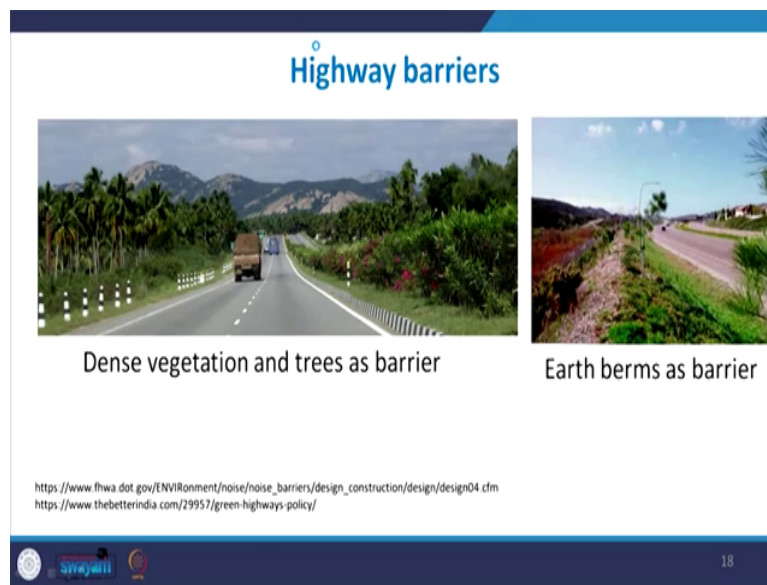 Highway barriers
Dense vegetation and trees as barrier
Earth berms as barrier
https://www.fhwa.dot.gov/ENVIRonment/noise/noise_barriers/design_construction/design/design04.cfm
https://www.thebetterindia.com/29957/green-highways-policy/
swayam
18